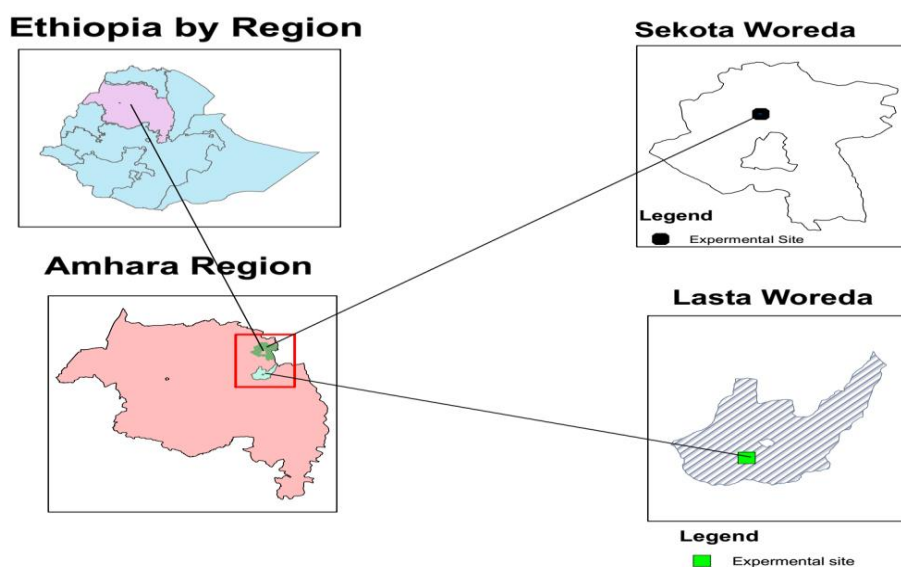 Ethiopia by Region
Sekota Woreda
Legend
Expermental Site
Amhara Region
Lasta Woreda
Legend
Expermental site